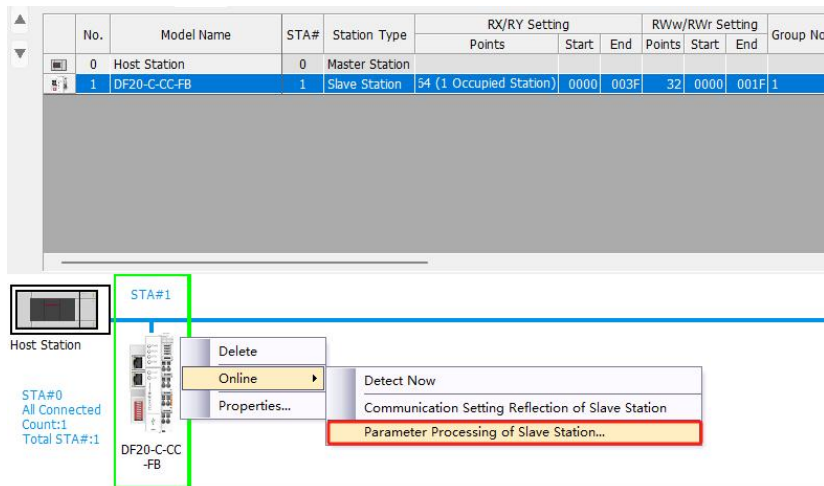 No. Model Name STA# Station Type RX/RY Setting RWw/RWr Setting Group No
Points Start End Points Start End
0 Host Station 0 Master Station
1 DF20-C-CC-FB 1 Slave Station 54 (1 Occupied Station) 0000 003F 32 0000 001F 1
STA#1
Host Station
STA#0
All Connected
Count:1
Total STA#:1
DF20-C-CC
-FB
Delete
Online
Properties...
Detect Now
Communication Setting Reflection of Slave Station
Parameter Processing of Slave Station...